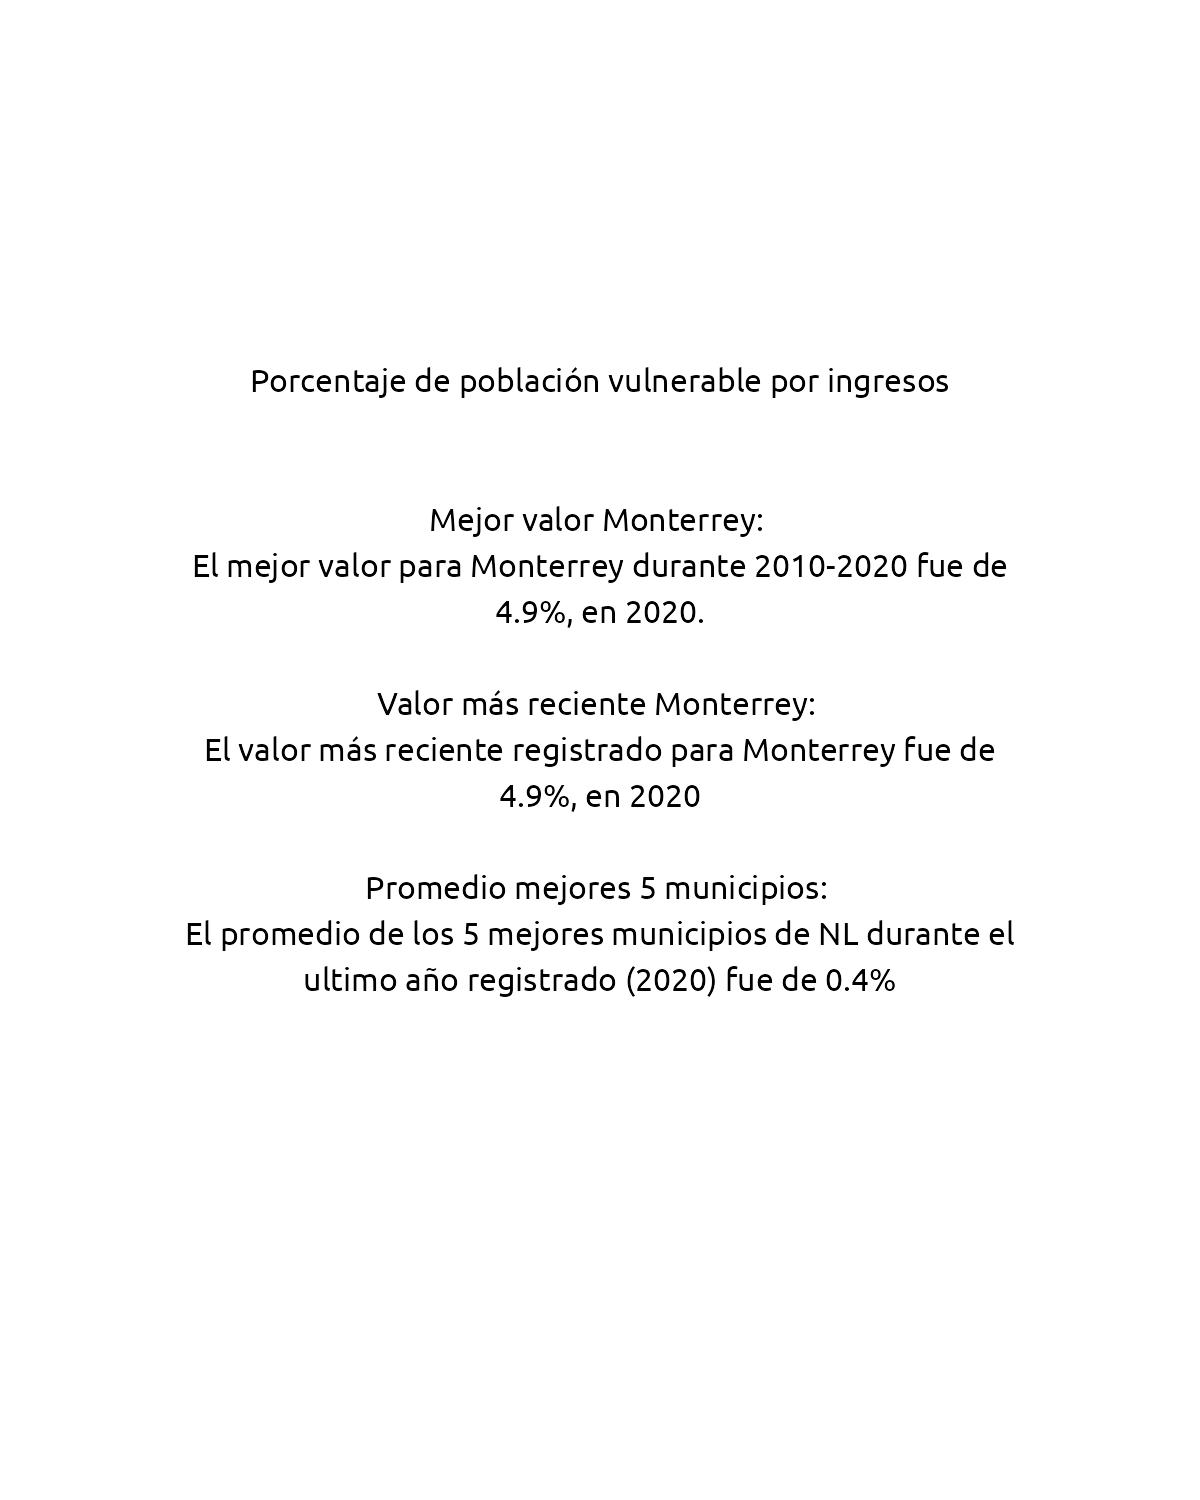 Porcentaje de población vulnerable por ingresos
Mejor valor Monterrey:
El mejor valor para Monterrey durante 2010-2020 fue de
4.9%, en 2020.
Valor más reciente Monterrey:
El valor más reciente registrado para Monterrey fue de
4.9%, en 2020
Promedio mejores 5 municipios:
El promedio de los 5 mejores municipios de NL durante el
ultimo año registrado (2020) fue de 0.4%